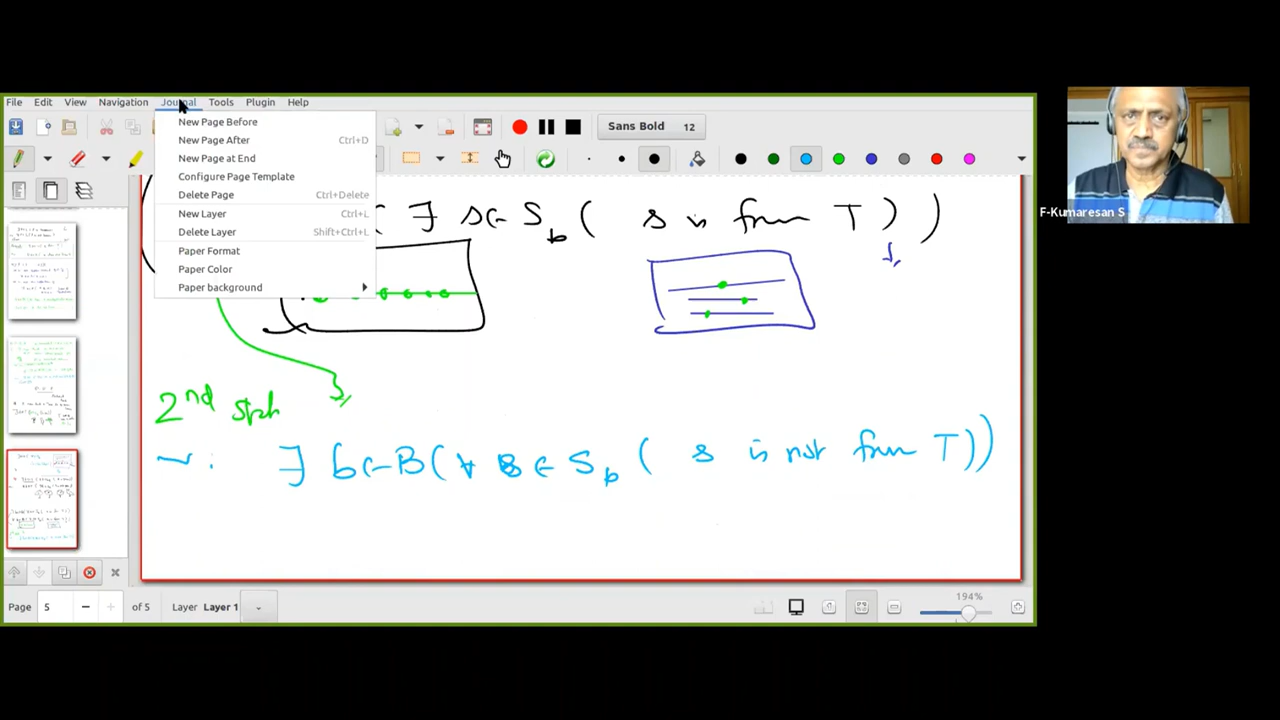 File Edit View Navigation Journal Tools Plugin Help
New Page Before
New Page After Ctrl+D
New Page at End
Configure Page Template
Delete Page Ctrl+Delete
New Layer Ctrl+L
Delete Layer Shift+Ctrl+L
Paper Format
Paper Color
Paper background
Sans Bold 12
F-Kumaresan S
∃ s ∈ S_b ( s is from T ) )
2nd
~ : ∃ b ∈ B ( ∀ s ∈ S_b ( s is not from T ) )
Page 5 of 5 Layer Layer 1 194%